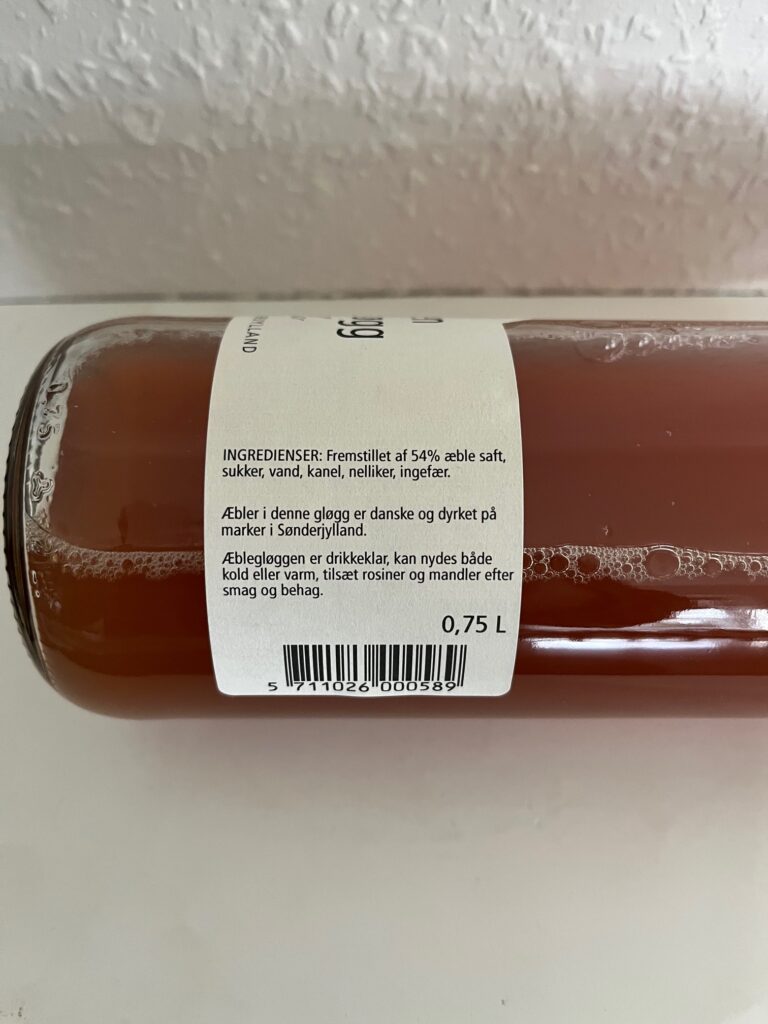 INGREDIENSER: Fremstillet af 54% æble saft,
sukker, vand, kanel, nelliker, ingefær.
Æbler i denne gløgg er danske og dyrket på
marker i Sønderjylland.
Æblegløggen er drikkeklar, kan nydes både
kold eller varm, tilsæt rosiner og mandler efter
smag og behag.
0,75 L
5 711026 000589